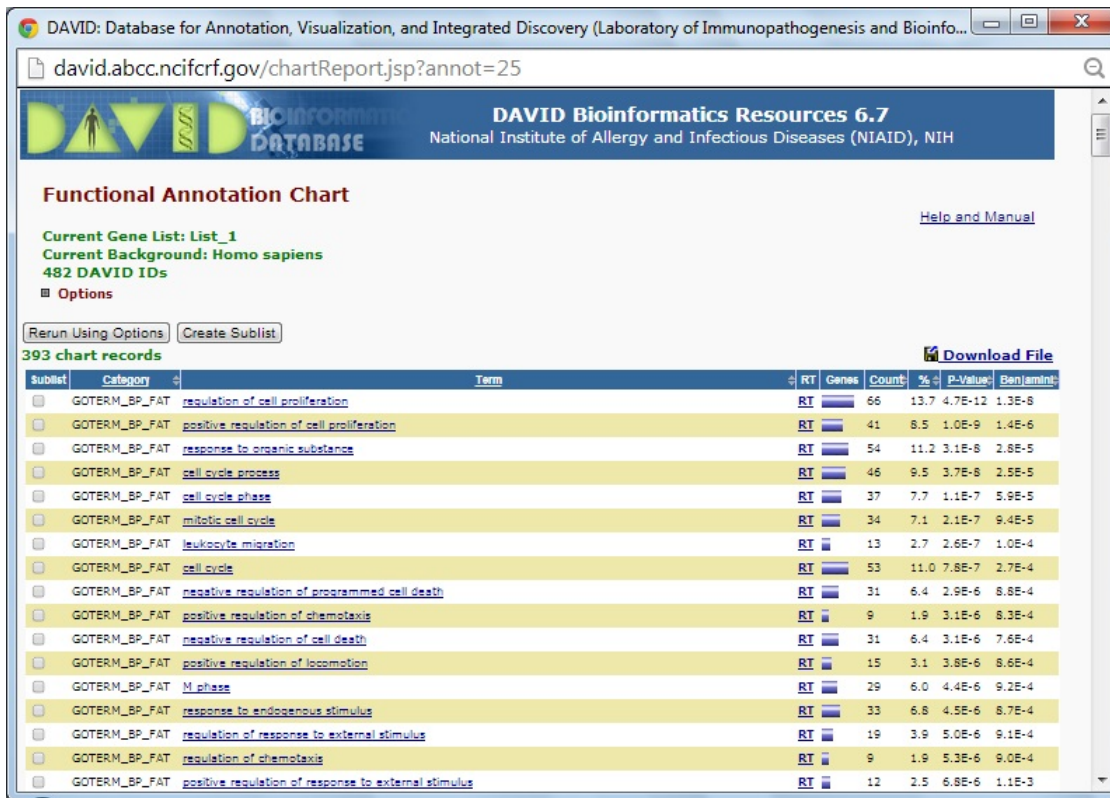 DAVID: Database for Annotation, Visualization, and Integrated Discovery (Laboratory of Immunopathogenesis and Bioinfo...
david.abcc.ncifcrf.gov/chartReport.jsp?annot=25
DAVID BIOINFORMATIC DATABASE
DAVID Bioinformatics Resources 6.7
National Institute of Allergy and Infectious Diseases (NIAID), NIH
Functional Annotation Chart
Help and Manual
Current Gene List: List_1
Current Background: Homo sapiens
482 DAVID IDs
Options
Rerun Using Options Create Sublist
393 chart records Download File
Sublist Category Term RT Genes Count % P-Value Benjamini
GOTERM_BP_FAT regulation of cell proliferation RT 66 13.7 4.7E-12 1.3E-8
GOTERM_BP_FAT positive regulation of cell proliferation RT 41 8.5 1.0E-9 1.4E-6
GOTERM_BP_FAT response to organic substance RT 54 11.2 3.1E-8 2.8E-5
GOTERM_BP_FAT cell cycle process RT 46 9.5 3.7E-8 2.5E-5
GOTERM_BP_FAT cell cycle phase RT 37 7.7 1.1E-7 5.9E-5
GOTERM_BP_FAT mitotic cell cycle RT 34 7.1 2.1E-7 9.4E-5
GOTERM_BP_FAT leukocyte migration RT 13 2.7 2.6E-7 1.0E-4
GOTERM_BP_FAT cell cycle RT 53 11.0 7.8E-7 2.7E-4
GOTERM_BP_FAT negative regulation of programmed cell death RT 31 6.4 2.9E-6 8.8E-4
GOTERM_BP_FAT positive regulation of chemotaxis RT 9 1.9 3.1E-6 8.3E-4
GOTERM_BP_FAT negative regulation of cell death RT 31 6.4 3.1E-6 7.6E-4
GOTERM_BP_FAT positive regulation of locomotion RT 15 3.1 3.8E-6 8.6E-4
GOTERM_BP_FAT M phase RT 29 6.0 4.4E-6 9.2E-4
GOTERM_BP_FAT response to endogenous stimulus RT 33 6.8 4.5E-6 8.7E-4
GOTERM_BP_FAT regulation of response to external stimulus RT 19 3.9 5.0E-6 9.1E-4
GOTERM_BP_FAT regulation of chemotaxis RT 9 1.9 5.3E-6 9.0E-4
GOTERM_BP_FAT positive regulation of response to external stimulus RT 12 2.5 6.8E-6 1.1E-3